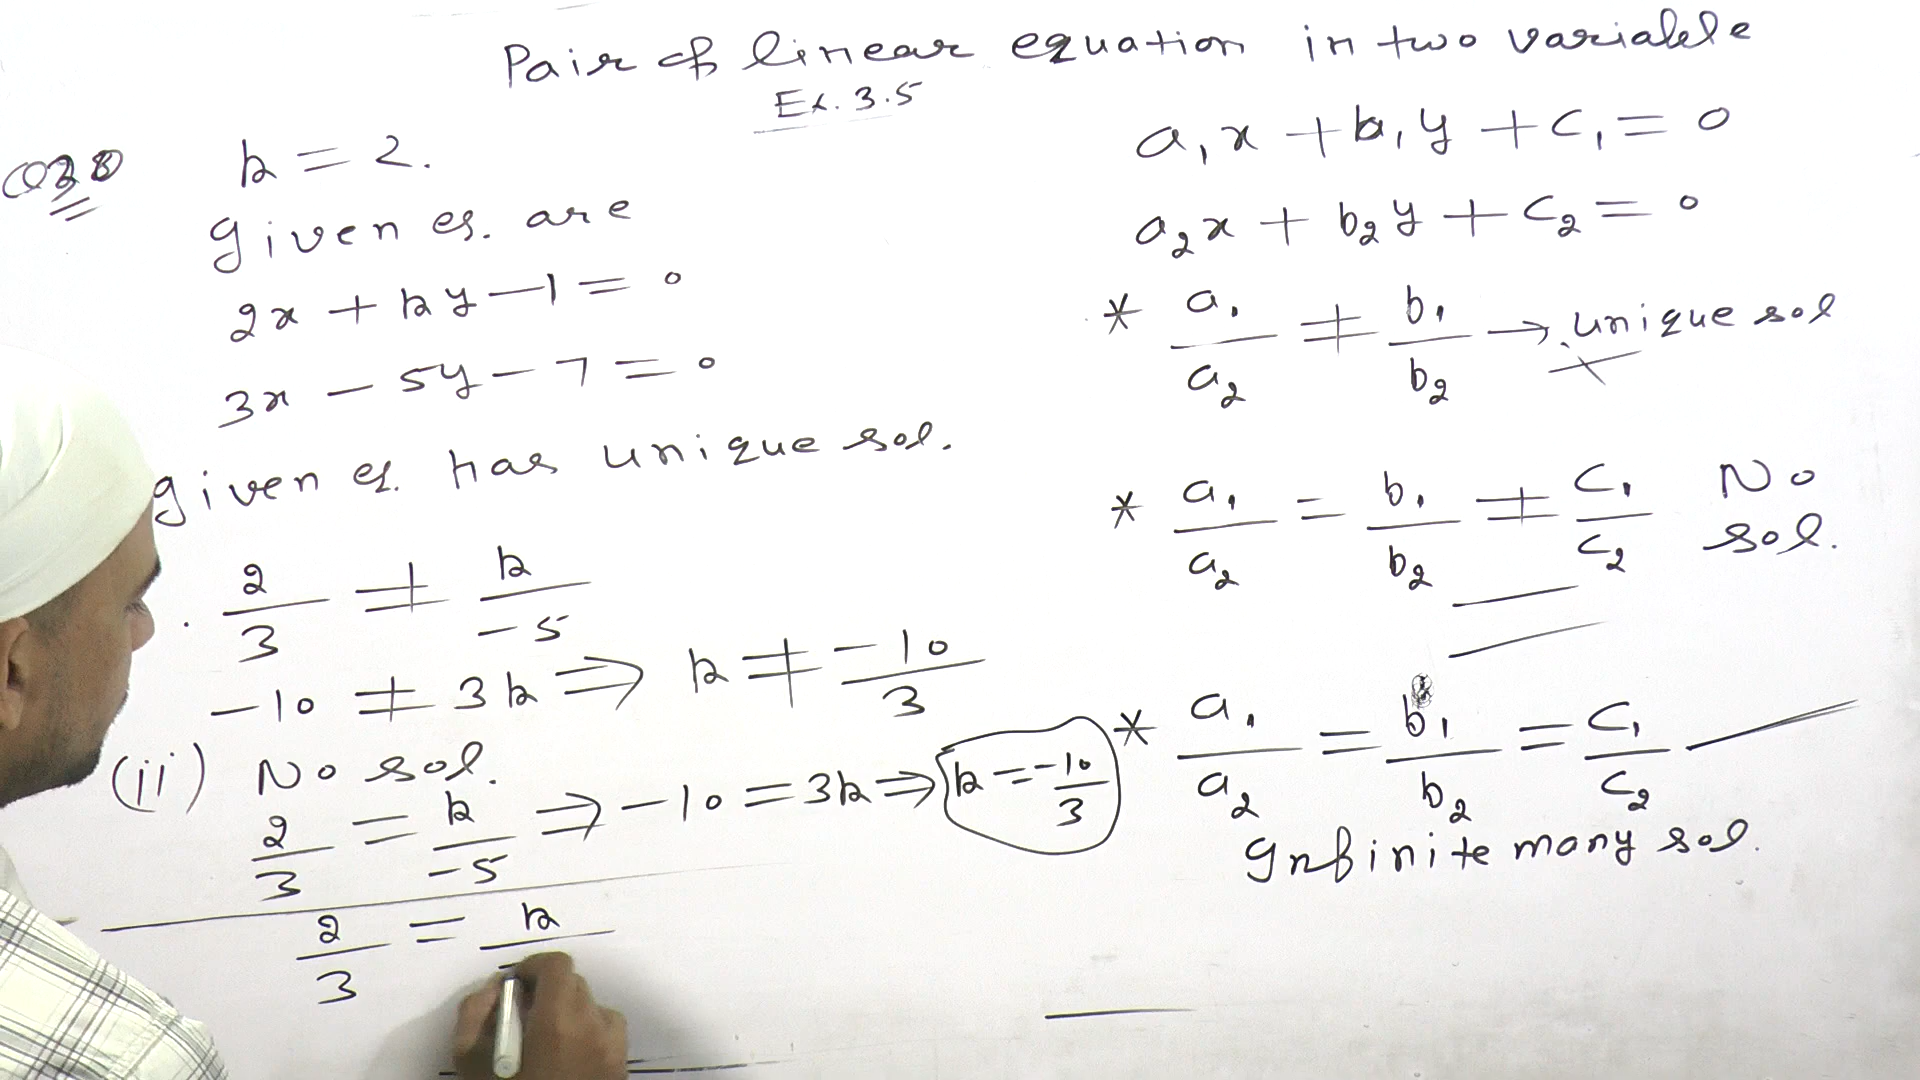 Pair of linear equation in two variable
Ex. 3.5
Q28
k = 2.
given eq. are
2x + ky - 1 = 0
3x - 5y - 7 = 0
given eq. has unique sol.
2/3 ≠ k/-5
-10 ≠ 3k ⇒ k ≠ -10/3
(ii) No sol.
2/3 = k/-5 ⇒ -10 = 3k ⇒ k = -10/3
2/3 = k/-
a₁x + b₁y + c₁ = 0
a₂x + b₂y + c₂ = 0
* a₁/a₂ ≠ b₁/b₂ → unique sol
* a₁/a₂ = b₁/b₂ ≠ c₁/c₂ No sol.
* a₁/a₂ = b₁/b₂ = c₁/c₂
Infinite many sol.